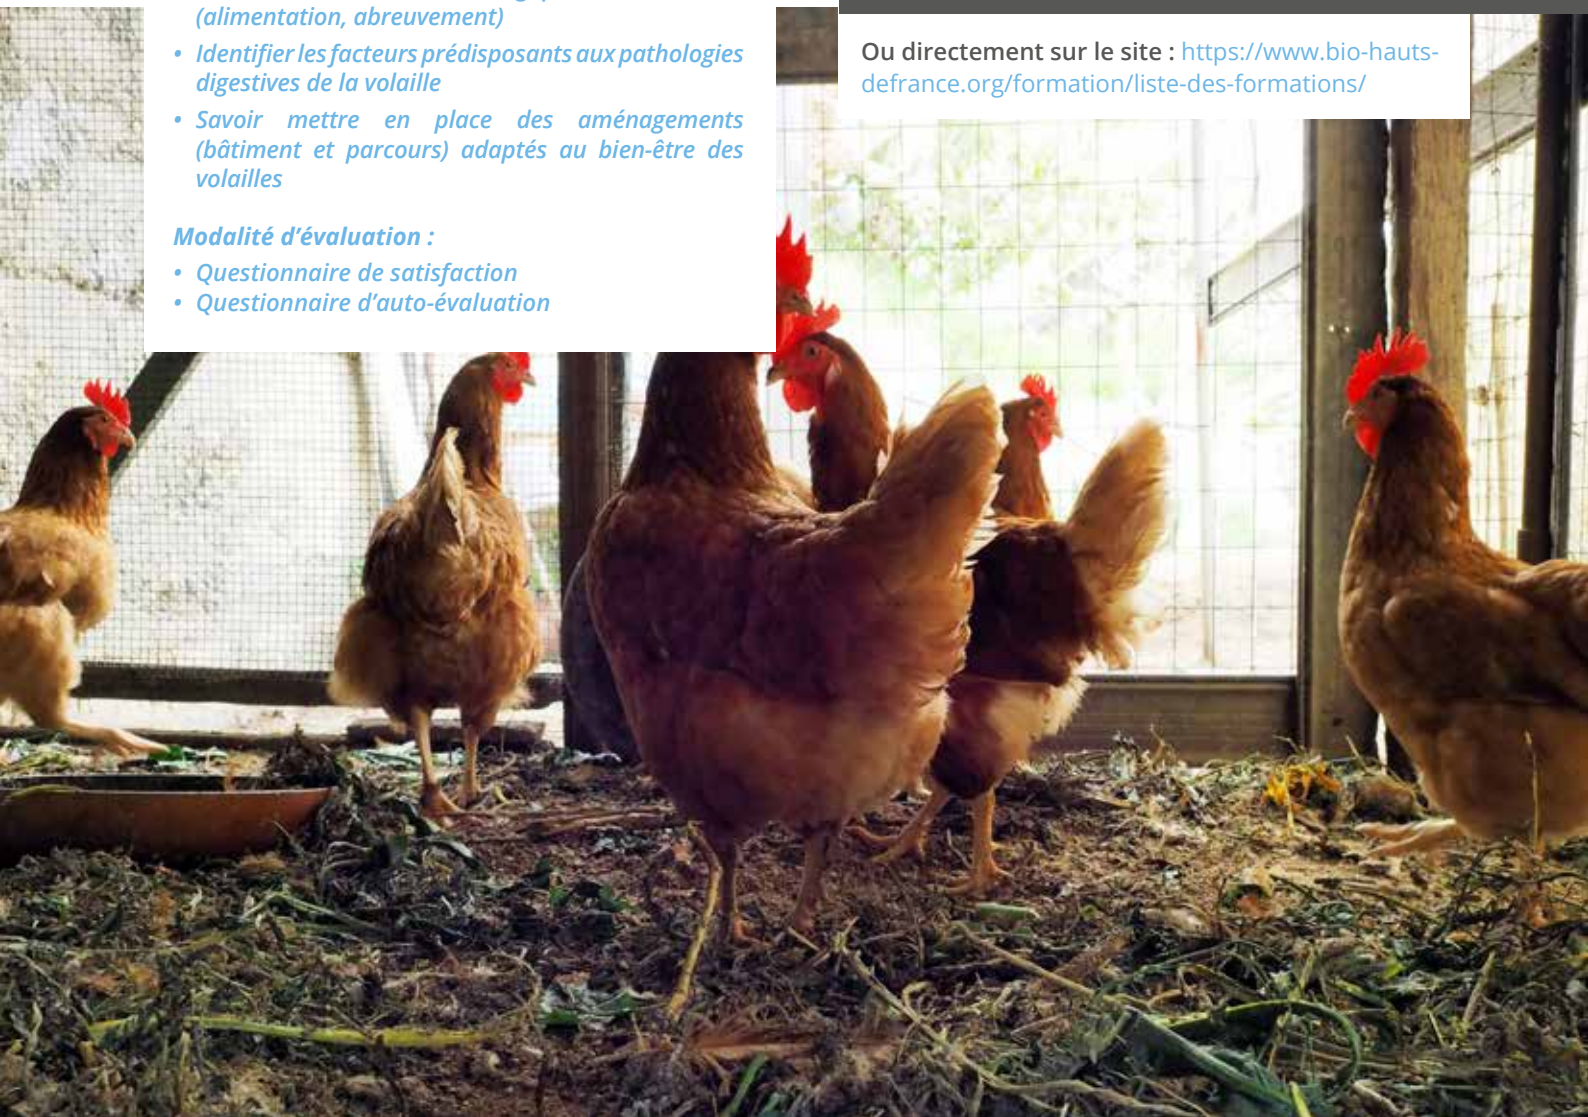 (alimentation, abreuvement)
• Identifier les facteurs prédisposants aux pathologies
digestives de la volaille
• Savoir mettre en place des aménagements
(bâtiment et parcours) adaptés au bien-être des
volailles
Modalité d’évaluation :
• Questionnaire de satisfaction
• Questionnaire d’auto-évaluation
Ou directement sur le site : https://www.bio-hauts-
defrance.org/formation/liste-des-formations/